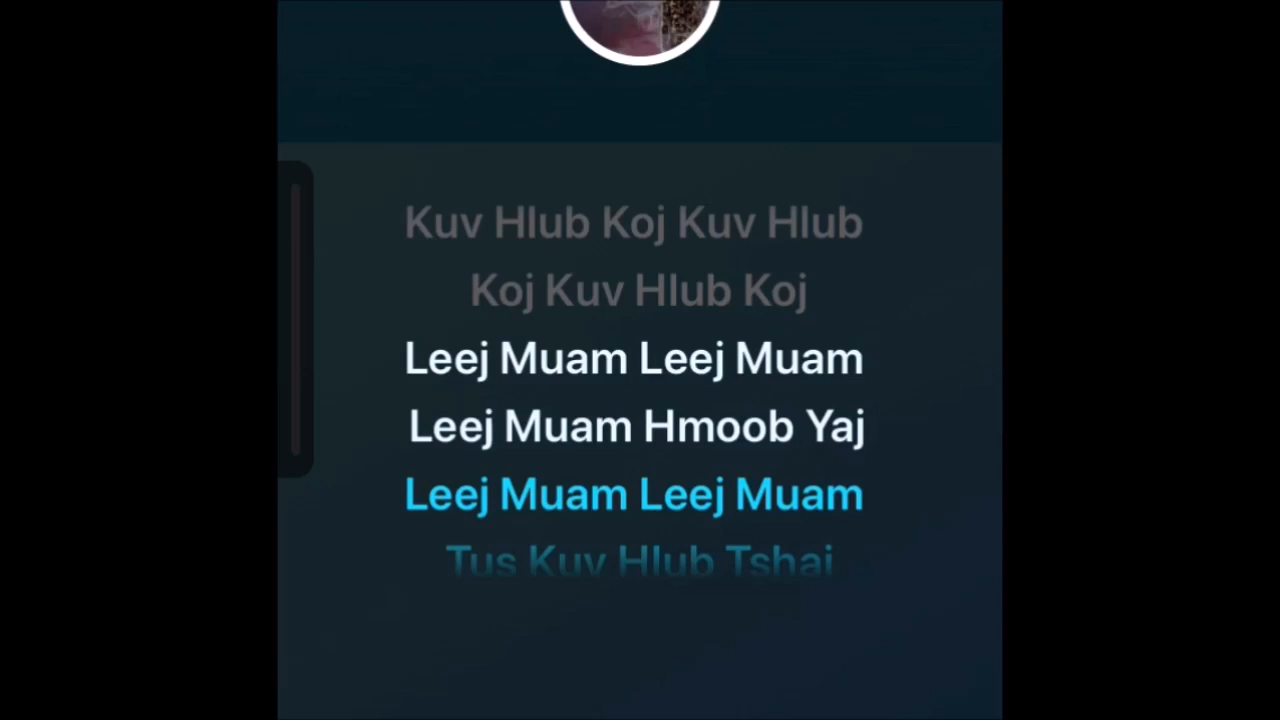 Kuv Hlub Koj Kuv Hlub
Koj Kuv Hlub Koj
Leej Muam Leej Muam
Leej Muam Hmoob Yaj
Leej Muam Leej Muam
Tus Kuv Hlub Tshaj